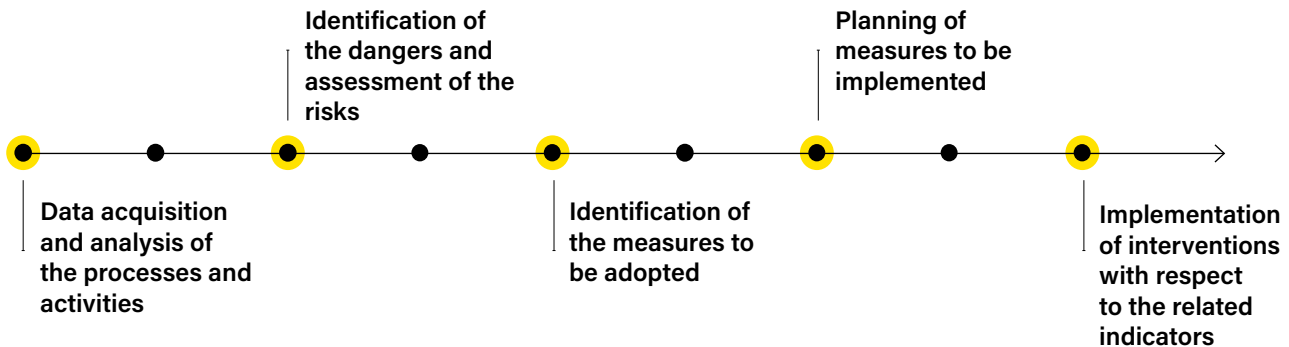 Identification of
the dangers and
assessment of the
risks
Planning of
measures to be
implemented
Data acquisition
and analysis of
the processes and
activities
Identification of
the measures to
be adopted
Implementation
of interventions
with respect
to the related
indicators